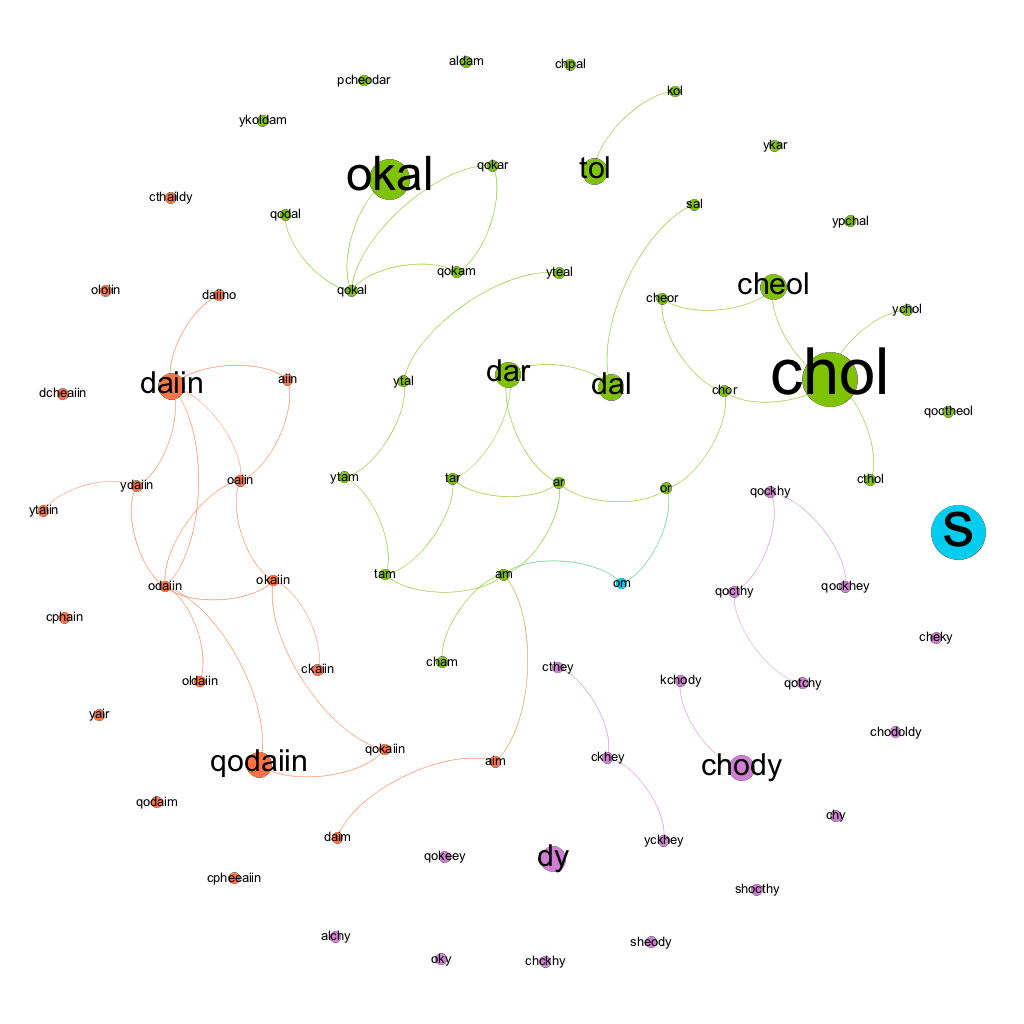 aldam
chpal
pcheodar
kol
ykoldam
ykar
okal
qokar
tol
cthaildy
qodal
sal
ypchal
qokam
yteal
oloiin
daiino
qokal
cheor
cheol
ychol
daiin
aiin
ytal
dar
dal
chor
chol
dcheaiin
qoctheol
ydaiin
oaiin
ytam
tar
ar
or
qockhy
cthol
ytaiin
s
odaiin
okaiin
tam
am
om
qocthy
qockhey
cphain
cheky
oldaiin
ckaiin
cham
cthey
kchody
qotchy
yair
chodoldy
qodaiin
qokaiin
aim
ckhey
chody
qodaim
daim
yckhey
chy
qokeey
dy
cpheeaiin
shocthy
alchy
oky
chckhy
sheody